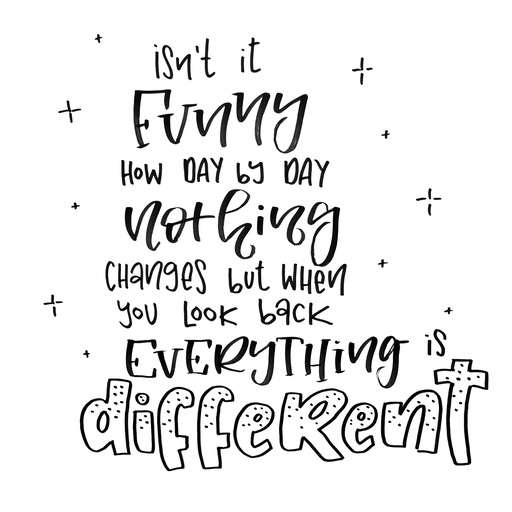 isn't it
Funny
HOW DAY by DAY
nothing
CHANGES but WHEN
you LOOK back
EVERYTHING is
different